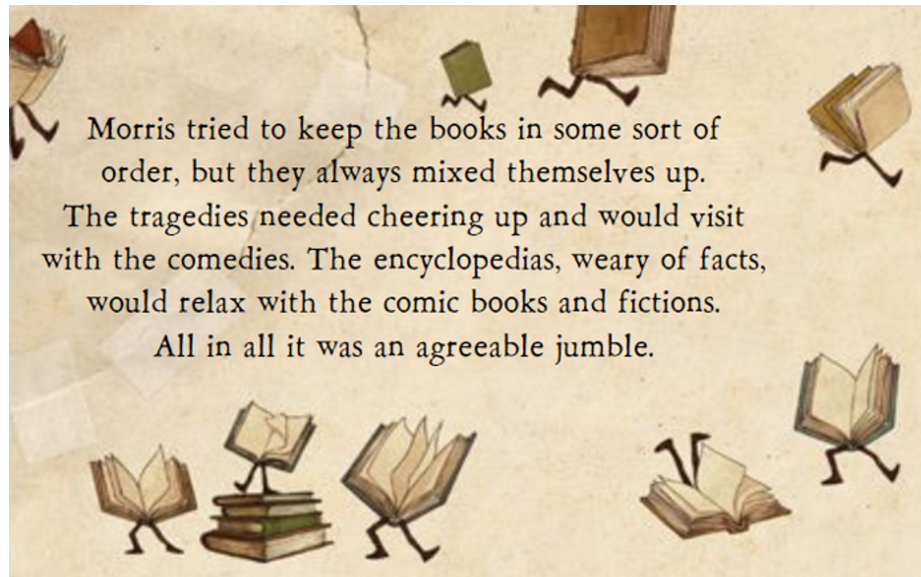 Morris tried to keep the books in some sort of
order, but they always mixed themselves up.
The tragedies needed cheering up and would visit
with the comedies. The encyclopedias, weary of facts,
would relax with the comic books and fictions.
All in all it was an agreeable jumble.